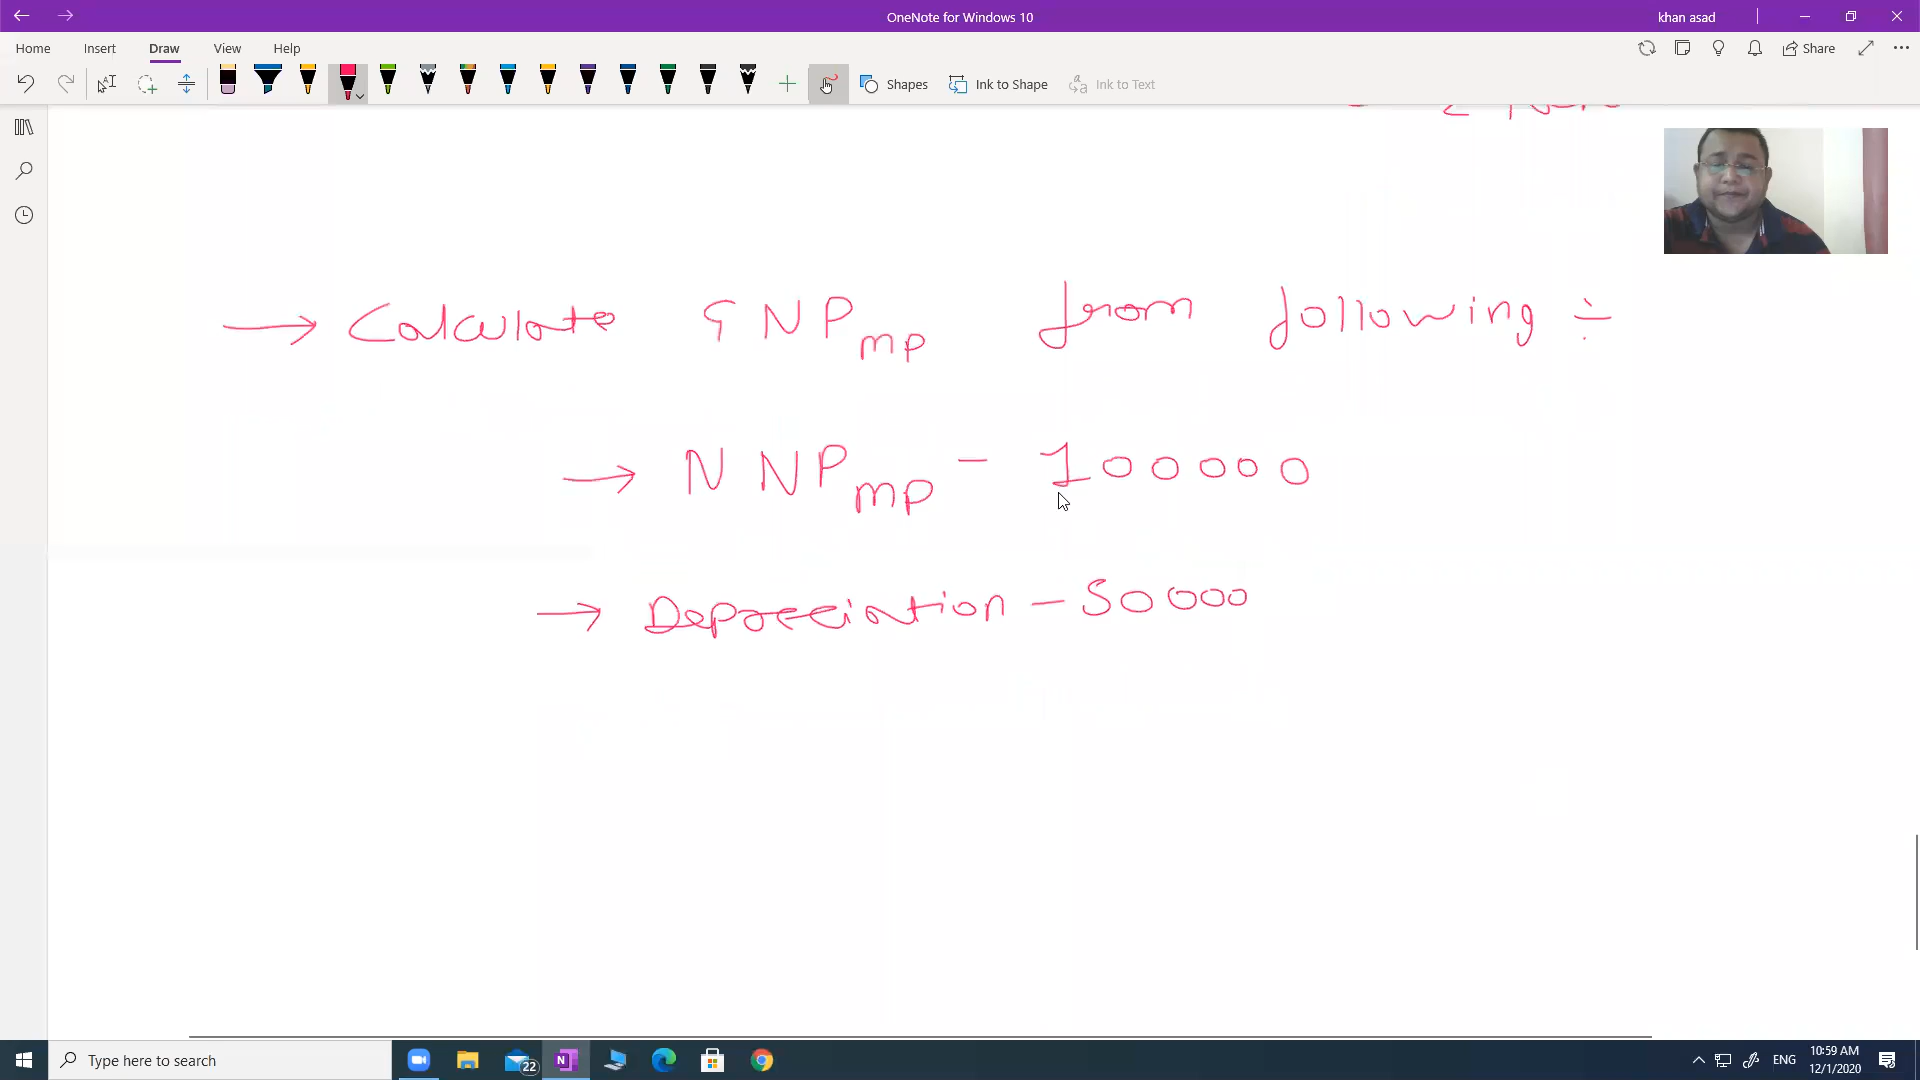 OneNote for Windows 10
khan asad
Home Insert Draw View Help
Share
Shapes Ink to Shape Ink to Text
→ Calculate GNPmp from following ÷
→ NNPmp - 100000
→ Depreciation - 50000
Type here to search
22
N
ENG
10:59 AM
12/1/2020